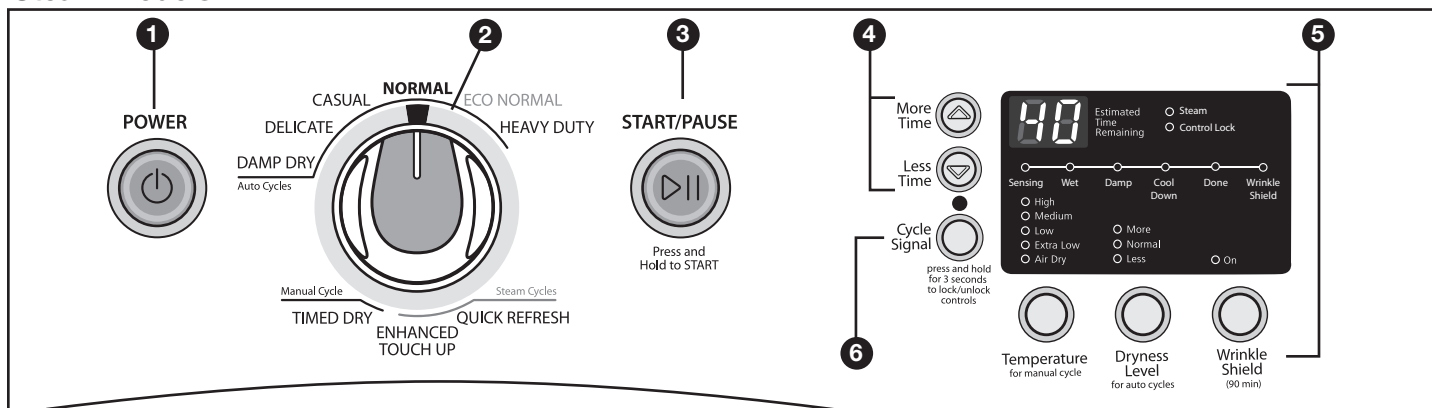 1
2
3
4
5
6
POWER
CASUAL
NORMAL
ECO NORMAL
DELICATE
HEAVY DUTY
DAMP DRY
Auto Cycles
Manual Cycle
Steam Cycles
TIMED DRY
QUICK REFRESH
ENHANCED
TOUCH UP
START/PAUSE
Press and
Hold to START
More
Time
Less
Time
Cycle
Signal
press and hold
for 3 seconds
to lock/unlock
controls
40
Estimated
Time
Remaining
Steam
Control Lock
Sensing
Wet
Damp
Cool
Down
Done
Wrinkle
Shield
High
Medium
Low
Extra Low
Air Dry
More
Normal
Less
On
Temperature
for manual cycle
Dryness
Level
for auto cycles
Wrinkle
Shield
(90 min)